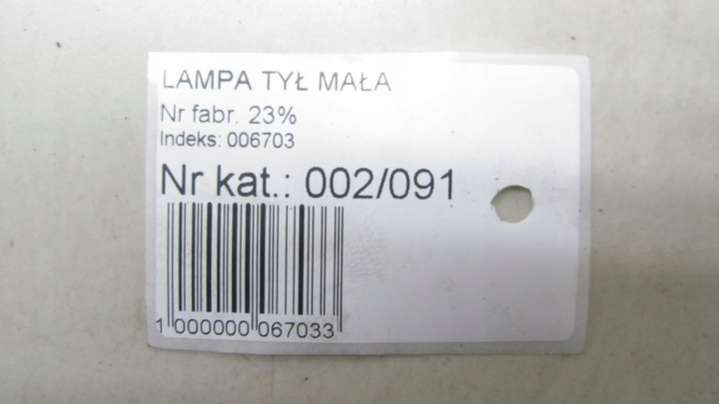 LAMPA TYŁ MAŁA
Nr fabr. 23%
Indeks: 006703
Nr kat.: 002/091
1 000000 067033